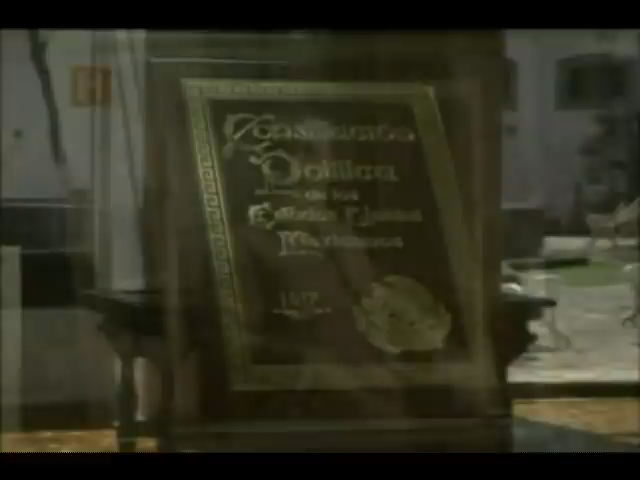 H
Constitución
Política
de los
Estados Unidos
Mexicanos